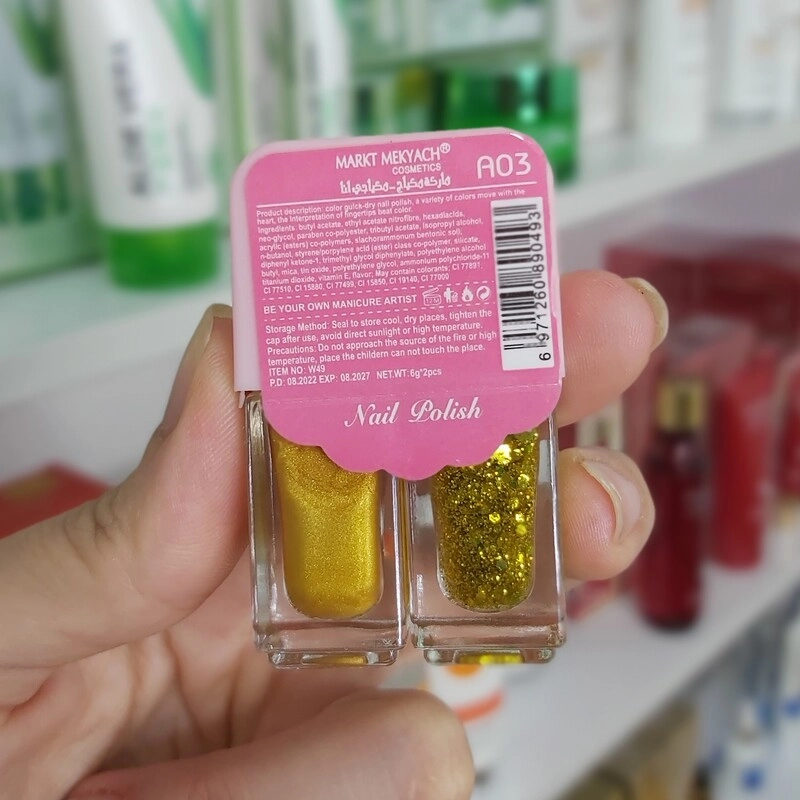 MARKT MEKYACH®
COSMETICS
ماركة مكياج - مكياجي انا
A03
Product description: color quick-dry nail polish, a variety of colors move with the
heart, the interpretation of fingertips beat color.
Ingredients: butyl acetate, ethyl acetate nitrofibre, hexadiacids,
neo-glycol, paraben co-polyester, tributyl acetate, Isopropyl alcohol,
acrylic (esters) co-polymers, slachorammonum bentonic soil,
n-butanol, styrene/porpylene acid (ester) class co-polymer, silicate,
diphenyl ketone-1, trimethyl glycol diphenylate, polyethylene alcohol
butyl, mica, tin oxide, polyethylene glycol, ammonium polychloronde-11
titanium dioxide, vitamin E, flavor; May contain colorants: CI 77891,
CI 77510, CI 15880, CI 77499, CI 15850, CI 19140, CI 77000
BE YOUR OWN MANICURE ARTIST
Storage Method: Seal to store cool, dry places, tighten the
cap after use, avoid direct sunlight or high temperature.
Precautions: Do not approach the source of the fire or high
temperature, place the childern can not touch the place.
ITEM NO: W49
P.D: 08.2022 EXP: 08.2027 NET.WT: 6g*2pcs
6 971260 890493
Nail Polish